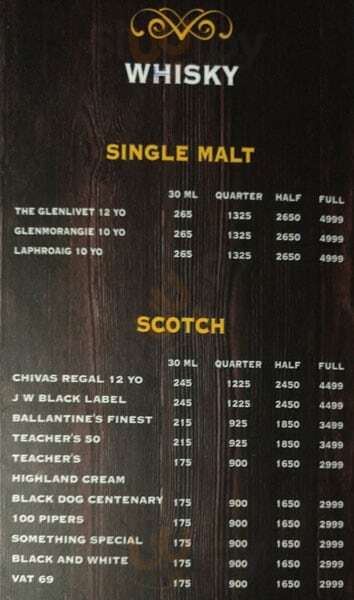 WHISKY
SINGLE MALT
30 ML QUARTER HALF FULL
THE GLENLIVET 12 YO 265 1325 2650 4999
GLENMORANGIE 10 YO 265 1325 2650 4999
LAPHROAIG 10 YO 265 1325 2650 4999
SCOTCH
30 ML QUARTER HALF FULL
CHIVAS REGAL 12 YO 245 1225 2450 4499
J W BLACK LABEL 245 1225 2450 4499
BALLANTINE'S FINEST 215 925 1850 3499
TEACHER'S 50 215 925 1850 3499
TEACHER'S 175 900 1650 2999
HIGHLAND CREAM
BLACK DOG CENTENARY 175 900 1650 2999
100 PIPERS 175 900 1650 2999
SOMETHING SPECIAL 175 900 1650 2999
BLACK AND WHITE 175 900 1650 2999
VAT 69 175 900 1650 2999